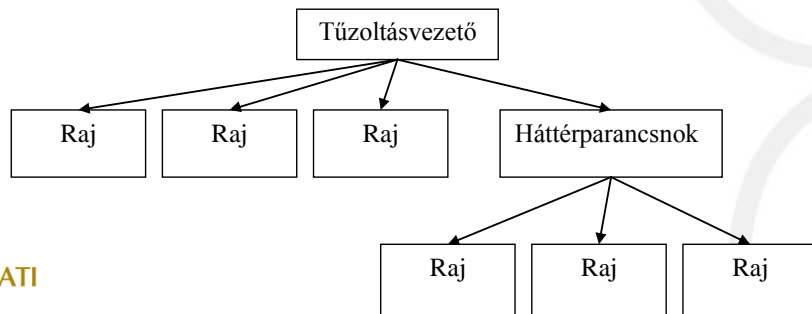 Tűzoltásvezető
Raj
Raj
Raj
Háttérparancsnok
Raj
Raj
Raj
ATI